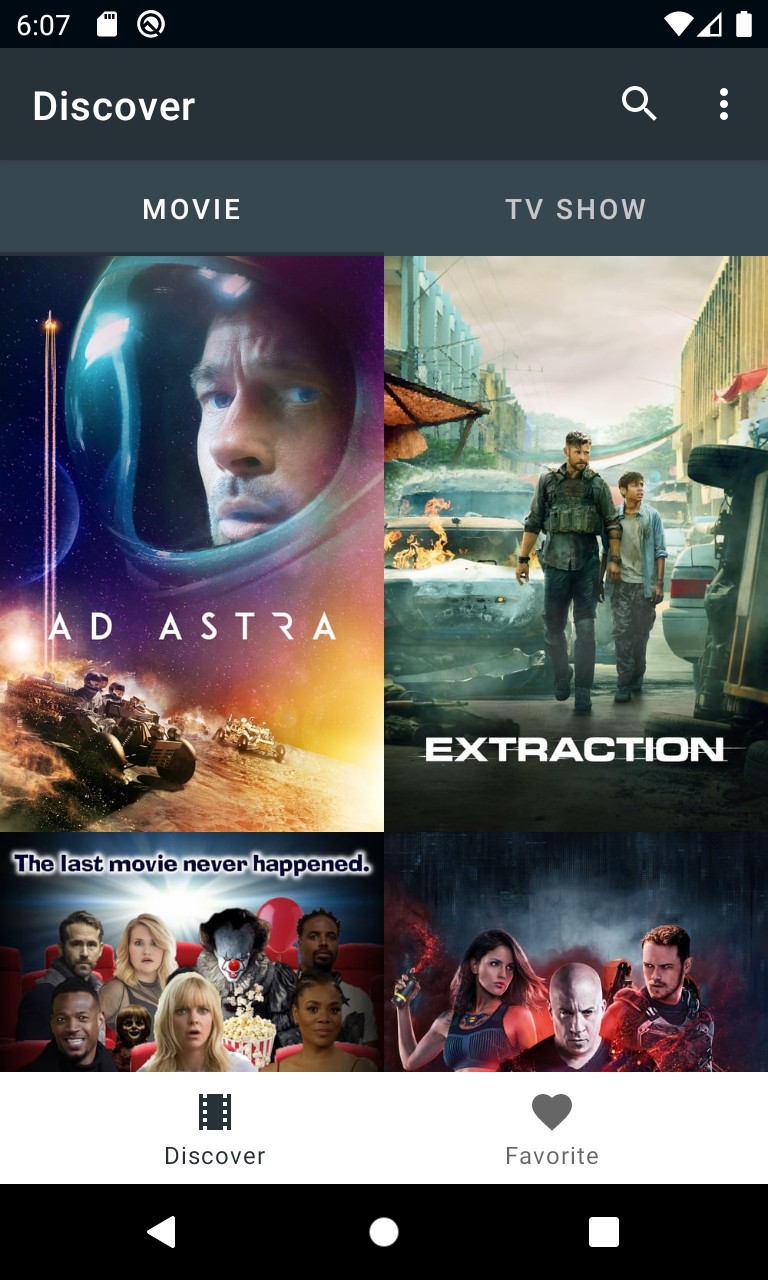 6:07
Discover
MOVIE
TV SHOW
AD ASTRA
EXTRACTION
The last movie never happened.
Discover
Favorite